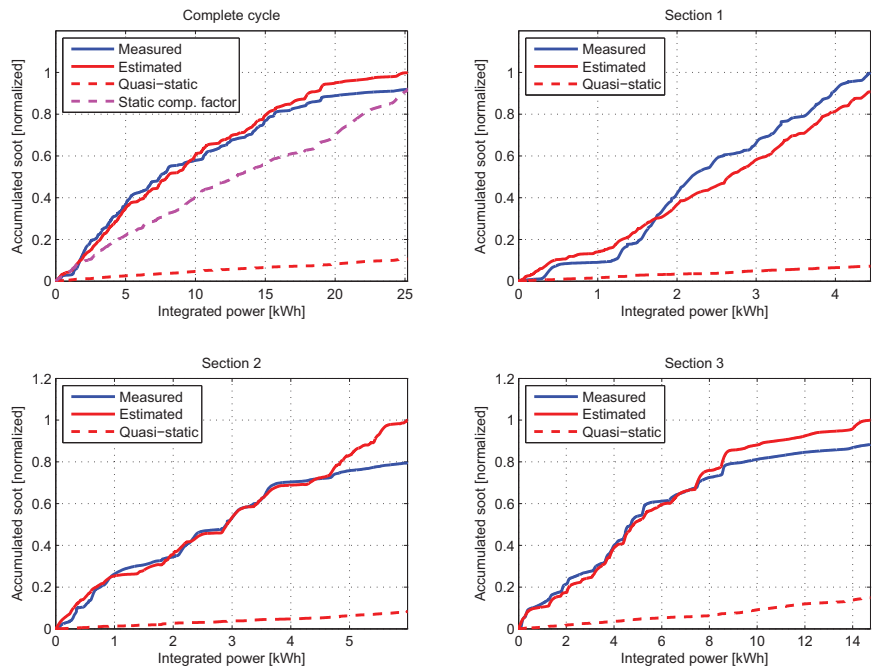 Complete cycle
Measured
Estimated
Quasi-static
Static comp. factor
Accumulated soot [normalized]
1
0.8
0.6
0.4
0.2
0
0 5 10 15 20 25
Integrated power [kWh]
Section 1
Measured
Estimated
Quasi-static
Accumulated soot [normalized]
1
0.8
0.6
0.4
0.2
0
0 1 2 3 4
Integrated power [kWh]
Section 2
Measured
Estimated
Quasi-static
Accumulated soot [normalized]
1.2
1
0.8
0.6
0.4
0.2
0
0 1 2 3 4 5
Integrated power [kWh]
Section 3
Measured
Estimated
Quasi-static
Accumulated soot [normalized]
1.2
1
0.8
0.6
0.4
0.2
0
0 2 4 6 8 10 12 14
Integrated power [kWh]